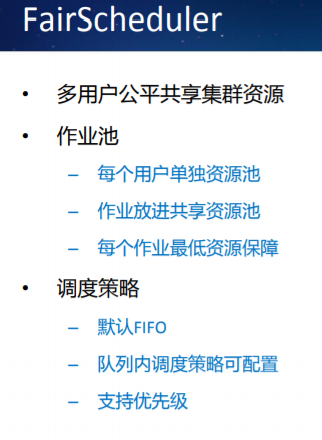 FairScheduler
• 多用户公平共享集群资源
• 作业池
– 每个用户单独资源池
– 作业放进共享资源池
– 每个作业最低资源保障
• 调度策略
– 默认FIFO
– 队列内调度策略可配置
– 支持优先级